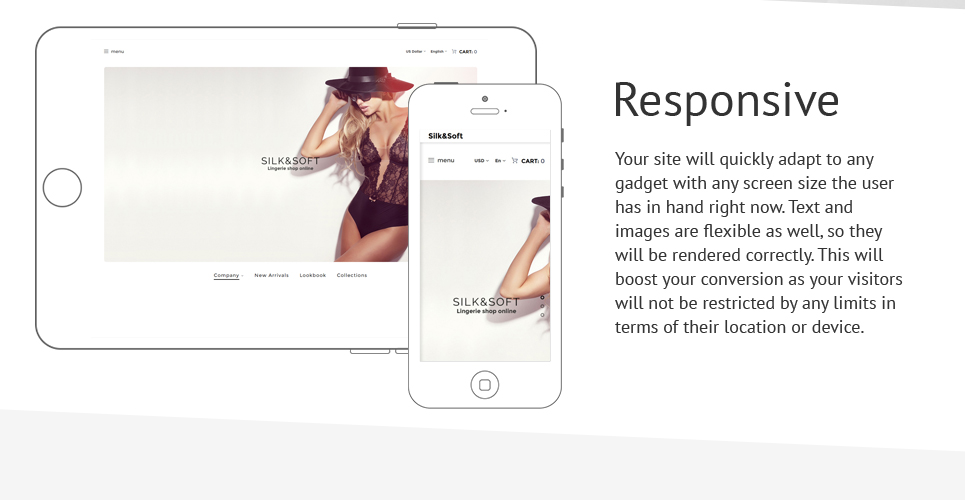 menu
US Dollar
English
CART: 0
SILK&SOFT
Lingerie shop online
Company
New Arrivals
Lookbook
Collections
Silk&Soft
menu
USD
En
CART: 0
SILK&SOFT
Lingerie shop online
Responsive
Your site will quickly adapt to any
gadget with any screen size the user
has in hand right now. Text and
images are flexible as well, so they
will be rendered correctly. This will
boost your conversion as your visitors
will not be restricted by any limits in
terms of their location or device.